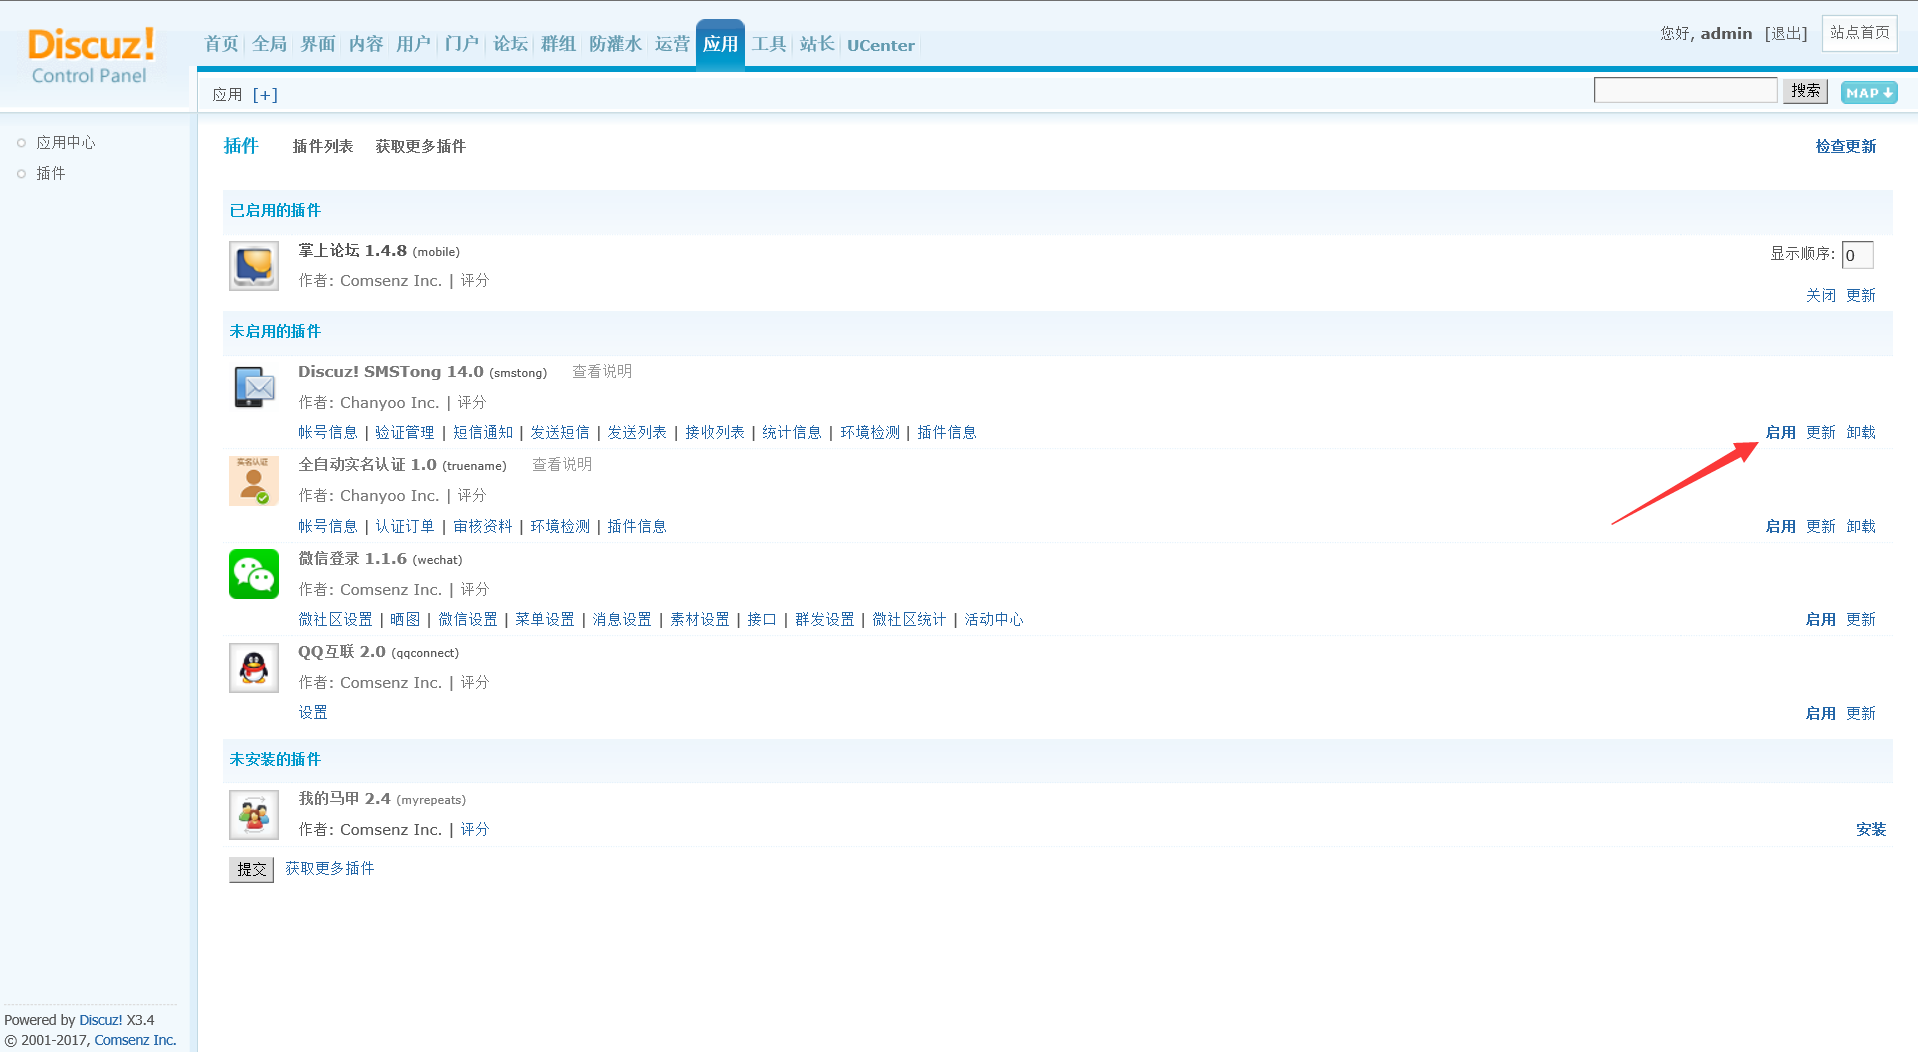 Discuz!
Control Panel
首页 全局 界面 内容 用户 门户 论坛 群组 防灌水 运营 应用 工具 站长 UCenter
您好, admin [退出] 站点首页
应用 [+]
搜索 MAP
应用中心
插件
插件 插件列表 获取更多插件 检查更新
已启用的插件
掌上论坛 1.4.8 (mobile)
显示顺序: 0
作者: Comsenz Inc. | 评分
关闭 更新
未启用的插件
Discuz! SMSTong 14.0 (smstong) 查看说明
作者: Chanyoo Inc. | 评分
帐号信息 | 验证管理 | 短信通知 | 发送短信 | 发送列表 | 接收列表 | 统计信息 | 环境检测 | 插件信息
启用 更新 卸载
实名认证
全自动实名认证 1.0 (truename) 查看说明
作者: Chanyoo Inc. | 评分
帐号信息 | 认证订单 | 审核资料 | 环境检测 | 插件信息
启用 更新 卸载
微信登录 1.1.6 (wechat)
作者: Comsenz Inc. | 评分
微社区设置 | 晒图 | 微信设置 | 菜单设置 | 消息设置 | 素材设置 | 接口 | 群发设置 | 微社区统计 | 活动中心
启用 更新
QQ互联 2.0 (qqconnect)
作者: Comsenz Inc. | 评分
设置
启用 更新
未安装的插件
我的马甲 2.4 (myrepeats)
作者: Comsenz Inc. | 评分
安装
提交 获取更多插件
Powered by Discuz! X3.4
© 2001-2017, Comsenz Inc.